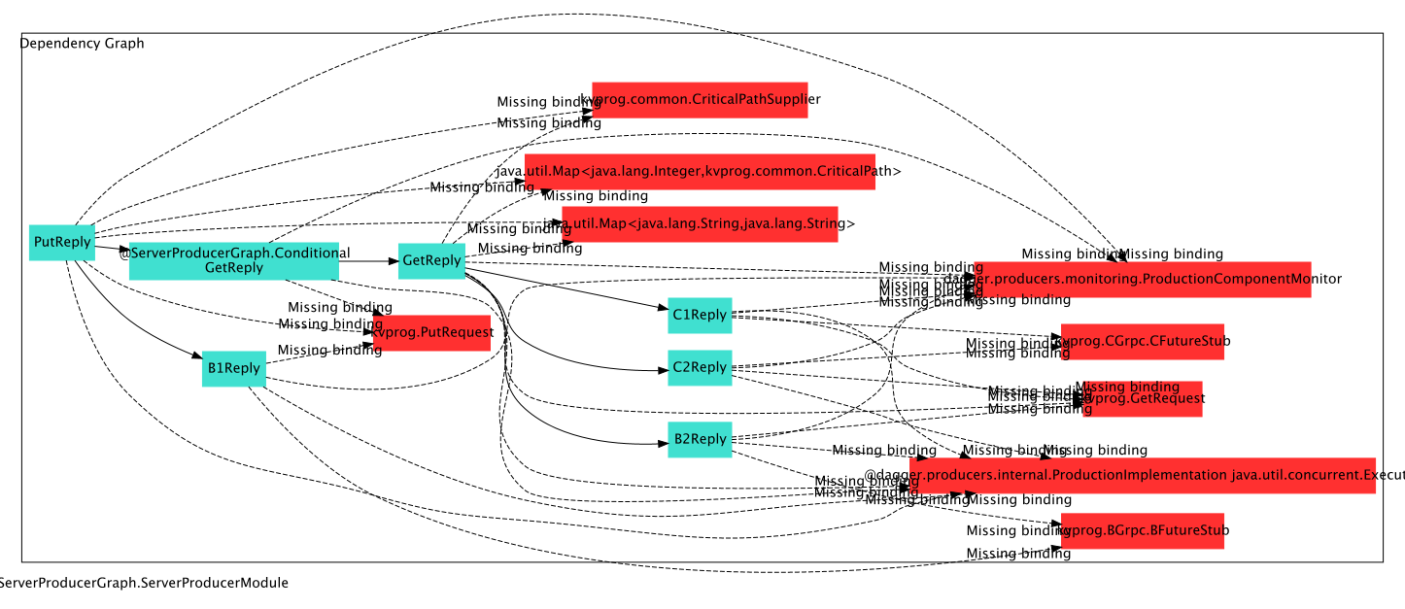 Dependency Graph
Missing binding
kvprog.common.CriticalPathSupplier
Missing binding
java.util.Map<java.lang.Integer,kvprog.common.CriticalPath>
Missing binding
Missing binding
java.util.Map<java.lang.String,java.lang.String>
Missing binding
Missing binding
PutReply
@ServerProducerGraph.Conditional
GetReply
GetReply
Missing binding
Missing binding
Missing binding
dagger.producers.monitoring.ProductionComponentMonitor
Missing binding
Missing binding
Missing binding
Missing binding
Missing binding
Missing binding
kvprog.PutRequest
Missing binding
C1Reply
kvprog.CGrpc.CFutureStub
Missing binding
Missing binding
B1Reply
C2Reply
Missing binding
Missing binding
Missing binding
kvprog.GetRequest
Missing binding
B2Reply
Missing binding
Missing binding
Missing binding
@dagger.producers.internal.ProductionImplementation java.util.concurrent.Execut
Missing binding
Missing binding
Missing binding
Missing binding
Missing binding
kvprog.BGrpc.BFutureStub
Missing binding
ServerProducerGraph.ServerProducerModule